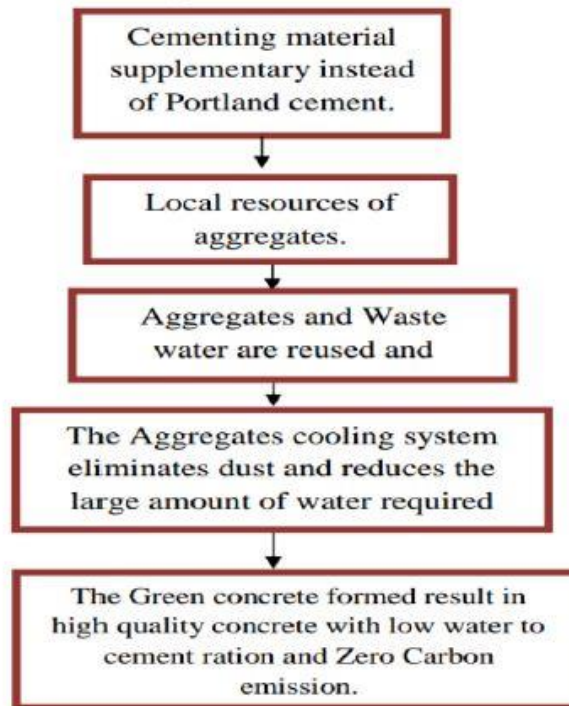 Cementing material
supplementary instead
of Portland cement.
Local resources of
aggregates.
Aggregates and Waste
water are reused and
The Aggregates cooling system
eliminates dust and reduces the
large amount of water required
The Green concrete formed result in
high quality concrete with low water to
cement ration and Zero Carbon
emission.